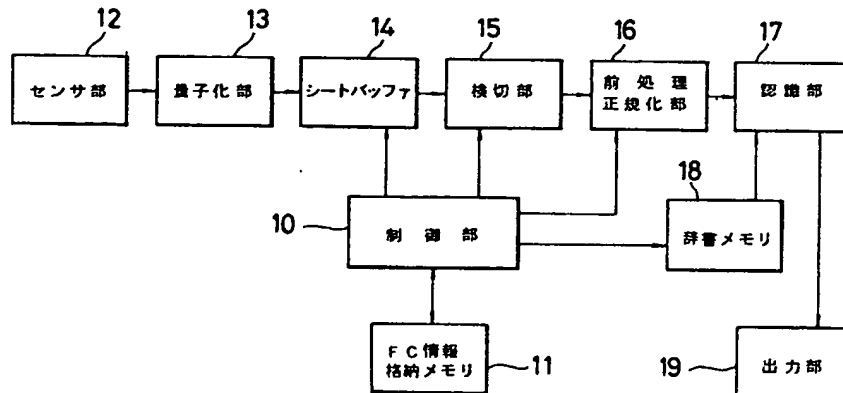 12
13
14
15
16
17
センサ部
量子化部
シートバッファ
検切部
前処理
正規化部
認識部
10
制御部
18
辞書メモリ
FC情報
格納メモリ
11
19
出力部